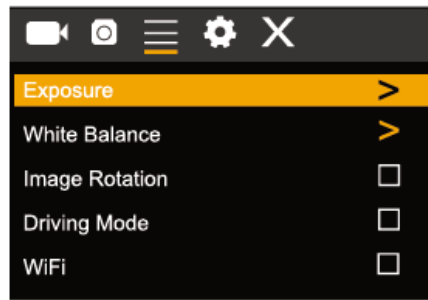 Exposure >
White Balance >
Image Rotation
Driving Mode
WiFi